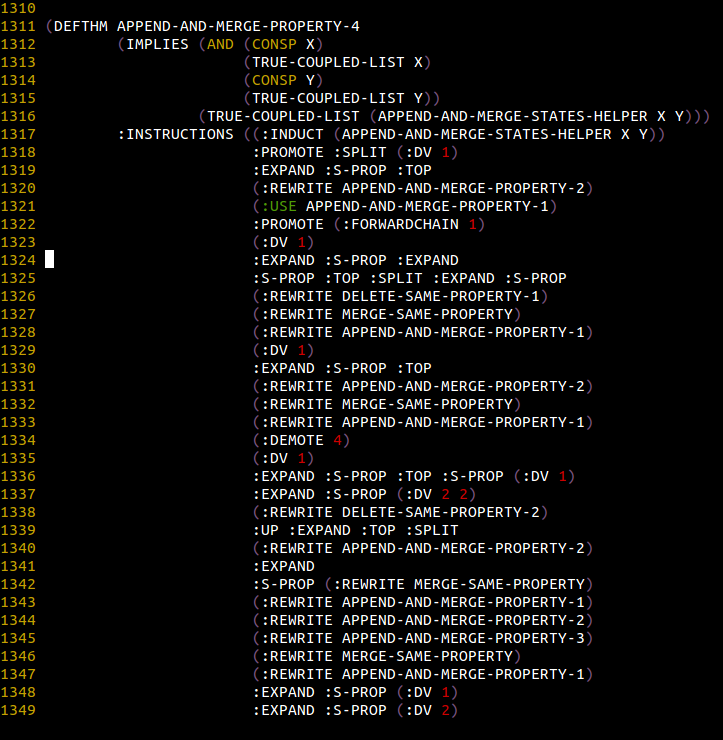 1310
1311 (DEFTHM APPEND-AND-MERGE-PROPERTY-4
1312         (IMPLIES (AND (CONSP X)
1313                       (TRUE-COUPLED-LIST X)
1314                       (CONSP Y)
1315                       (TRUE-COUPLED-LIST Y))
1316                  (TRUE-COUPLED-LIST (APPEND-AND-MERGE-STATES-HELPER X Y)))
1317         :INSTRUCTIONS ((:INDUCT (APPEND-AND-MERGE-STATES-HELPER X Y))
1318                        :PROMOTE :SPLIT (:DV 1)
1319                        :EXPAND :S-PROP :TOP
1320                        (:REWRITE APPEND-AND-MERGE-PROPERTY-2)
1321                        (:USE APPEND-AND-MERGE-PROPERTY-1)
1322                        :PROMOTE (:FORWARDCHAIN 1)
1323                        (:DV 1)
1324                        :EXPAND :S-PROP :EXPAND
1325                        :S-PROP :TOP :SPLIT :EXPAND :S-PROP
1326                        (:REWRITE DELETE-SAME-PROPERTY-1)
1327                        (:REWRITE MERGE-SAME-PROPERTY)
1328                        (:REWRITE APPEND-AND-MERGE-PROPERTY-1)
1329                        (:DV 1)
1330                        :EXPAND :S-PROP :TOP
1331                        (:REWRITE APPEND-AND-MERGE-PROPERTY-2)
1332                        (:REWRITE MERGE-SAME-PROPERTY)
1333                        (:REWRITE APPEND-AND-MERGE-PROPERTY-1)
1334                        (:DEMOTE 4)
1335                        (:DV 1)
1336                        :EXPAND :S-PROP :TOP :S-PROP (:DV 1)
1337                        :EXPAND :S-PROP (:DV 2 2)
1338                        (:REWRITE DELETE-SAME-PROPERTY-2)
1339                        :UP :EXPAND :TOP :SPLIT
1340                        (:REWRITE APPEND-AND-MERGE-PROPERTY-2)
1341                        :EXPAND
1342                        :S-PROP (:REWRITE MERGE-SAME-PROPERTY)
1343                        (:REWRITE APPEND-AND-MERGE-PROPERTY-1)
1344                        (:REWRITE APPEND-AND-MERGE-PROPERTY-2)
1345                        (:REWRITE APPEND-AND-MERGE-PROPERTY-3)
1346                        (:REWRITE MERGE-SAME-PROPERTY)
1347                        (:REWRITE APPEND-AND-MERGE-PROPERTY-1)
1348                        :EXPAND :S-PROP (:DV 1)
1349                        :EXPAND :S-PROP (:DV 2)